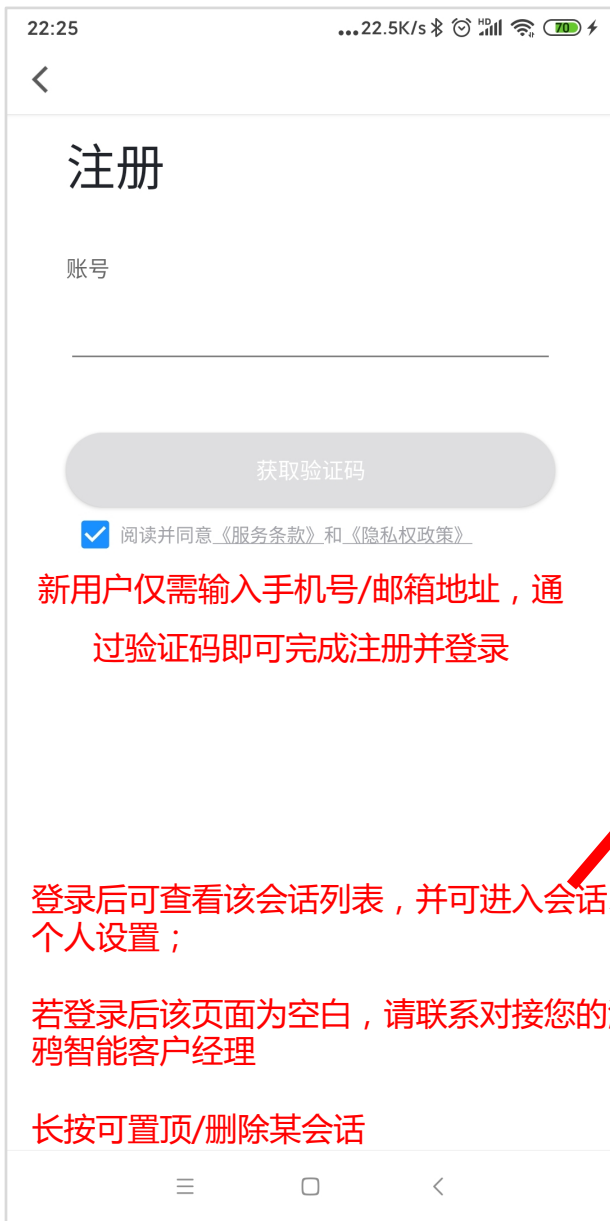 22:25
...22.5K/s HD 70
注册
账号
获取验证码
阅读并同意《服务条款》和《隐私权政策》
新用户仅需输入手机号/邮箱地址，通
过验证码即可完成注册并登录
登录后可查看该会话列表，并可进入会话
个人设置；
若登录后该页面为空白，请联系对接您的
鸦智能客户经理
长按可置顶/删除某会话